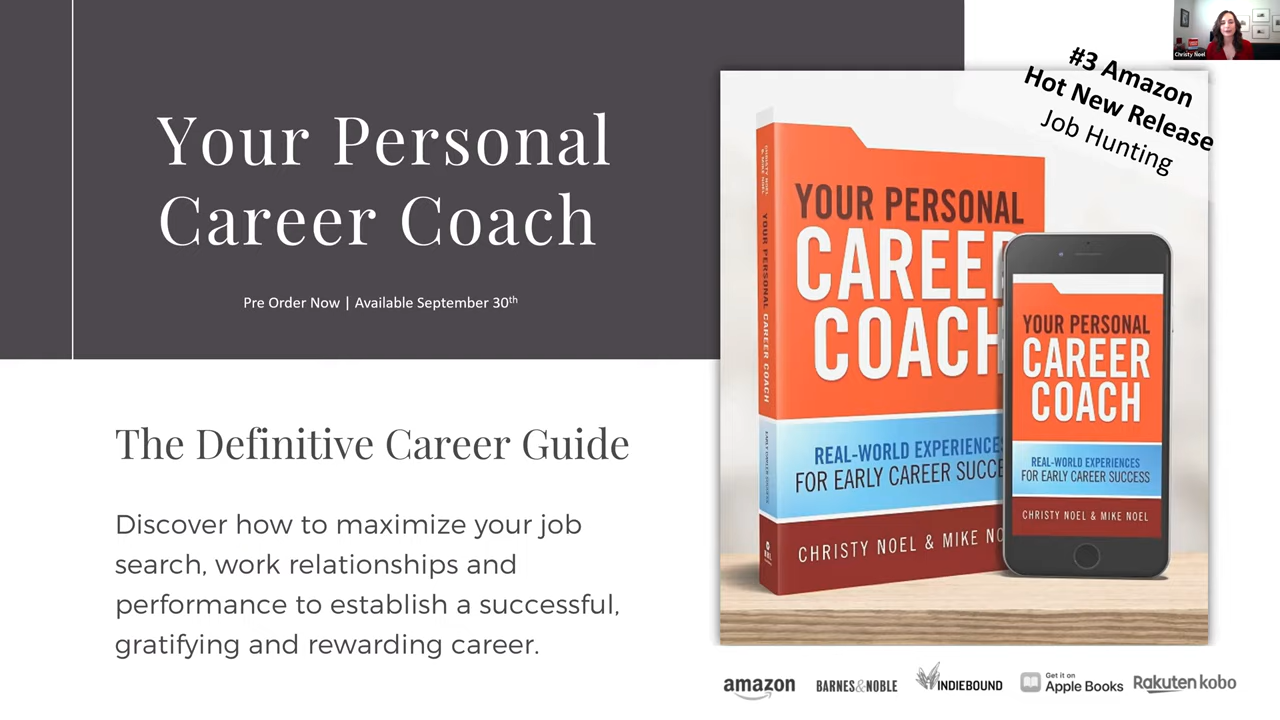 Your Personal
Career Coach
Pre Order Now | Available September 30th
The Definitive Career Guide
Discover how to maximize your job
search, work relationships and
performance to establish a successful,
gratifying and rewarding career.
Christy Noel
#3 Amazon
Hot New Release
Job Hunting
YOUR PERSONAL
CAREER
COACH
REAL-WORLD EXPERIENCES
FOR EARLY CAREER SUCCE
CHRISTY NOEL & MIKE NO
YOUR PERSONAL CAREER COACH
YOUR PERSONAL
CAREER
COACH
REAL-WORLD EXPERIENCES
FOR EARLY CAREER SUCCESS
CHRISTY NOEL & MIKE NOEL
amazon
BARNES&NOBLE
INDIEBOUND
Get it on
Apple Books
Rakuten kobo